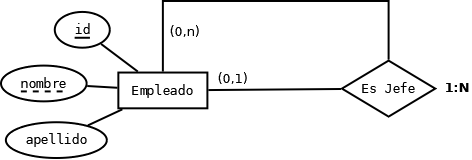 id
(0,n)
nombre
(0,1)
Empleado
Es Jefe
1:N
apellido